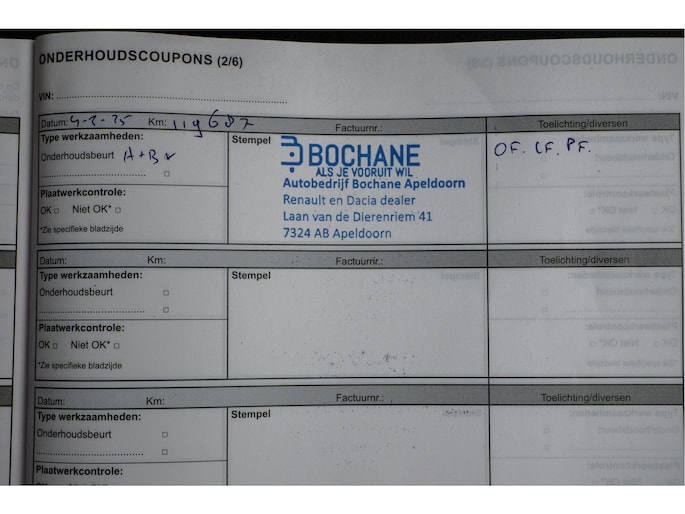 ONDERHOUDSCOUPONS (2/6)
VIN:
Datum: 4-2-25 Km: 119687 Factuurnr.: Toelichting/diversen
Type werkzaamheden:
Onderhoudsbeurt A+B
Plaatwerkcontrole:
OK Niet OK*
*Zie specifieke bladzijde
Stempel
BOCHANE
ALS JE VOORUIT WIL
Autobedrijf Bochane Apeldoorn
Renault en Dacia dealer
Laan van de Dierenriem 41
7324 AB Apeldoorn
OF. LF. PF.
Datum: Km: Factuurnr.: Toelichting/diversen
Type werkzaamheden:
Onderhoudsbeurt
Plaatwerkcontrole:
OK Niet OK*
*Zie specifieke bladzijde
Stempel
Datum: Km: Factuurnr.: Toelichting/diversen
Type werkzaamheden:
Onderhoudsbeurt
Plaatwerkcontrole:
Stempel